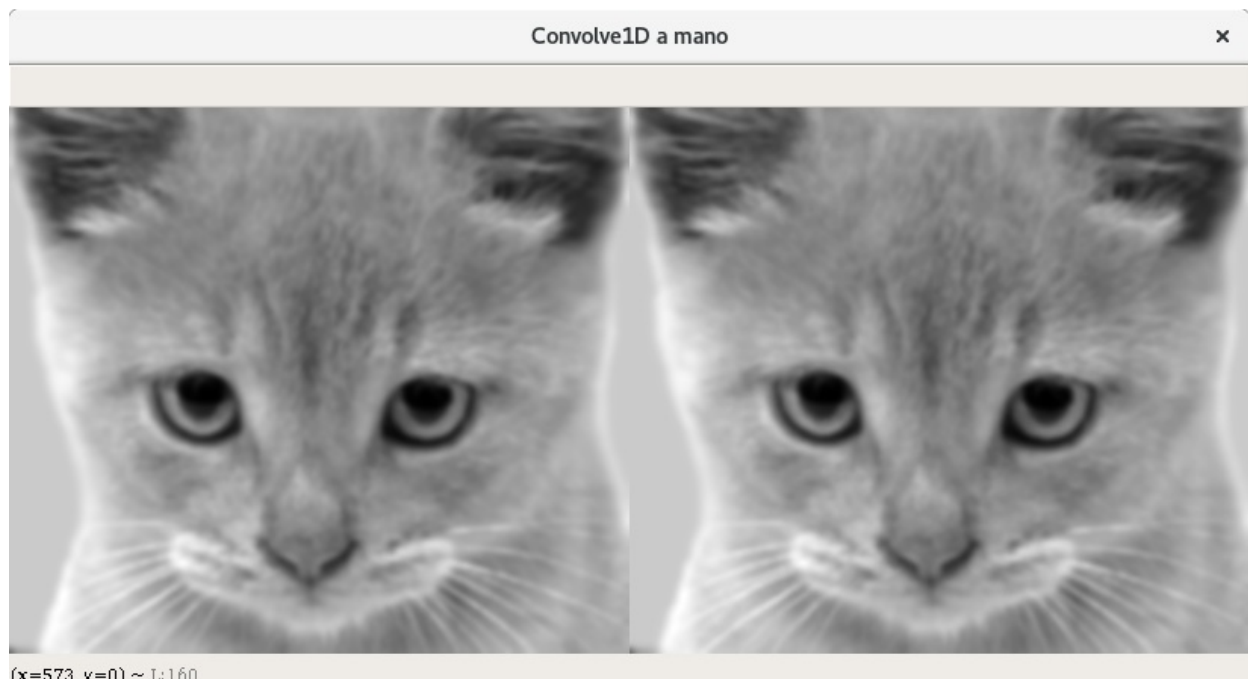 Convolve1D a mano
(x=573, y=0) ~ L:160